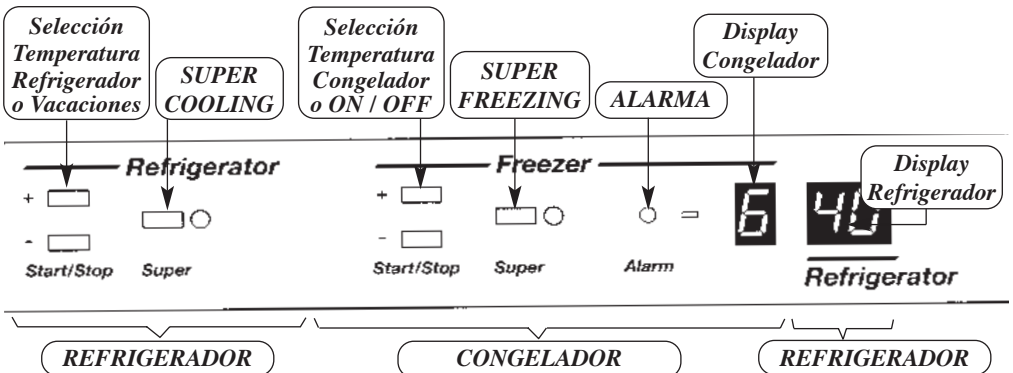 Selección
Temperatura
Refrigerador
o Vacaciones
SUPER
COOLING
Selección
Temperatura
Congelador
o ON / OFF
SUPER
FREEZING
ALARMA
Display
Congelador
Refrigerator
Freezer
Display
Refrigerador
+
+
6
40
-
-
Start/Stop
Super
Start/Stop
Super
Alarm
Refrigerator
REFRIGERADOR
CONGELADOR
REFRIGERADOR